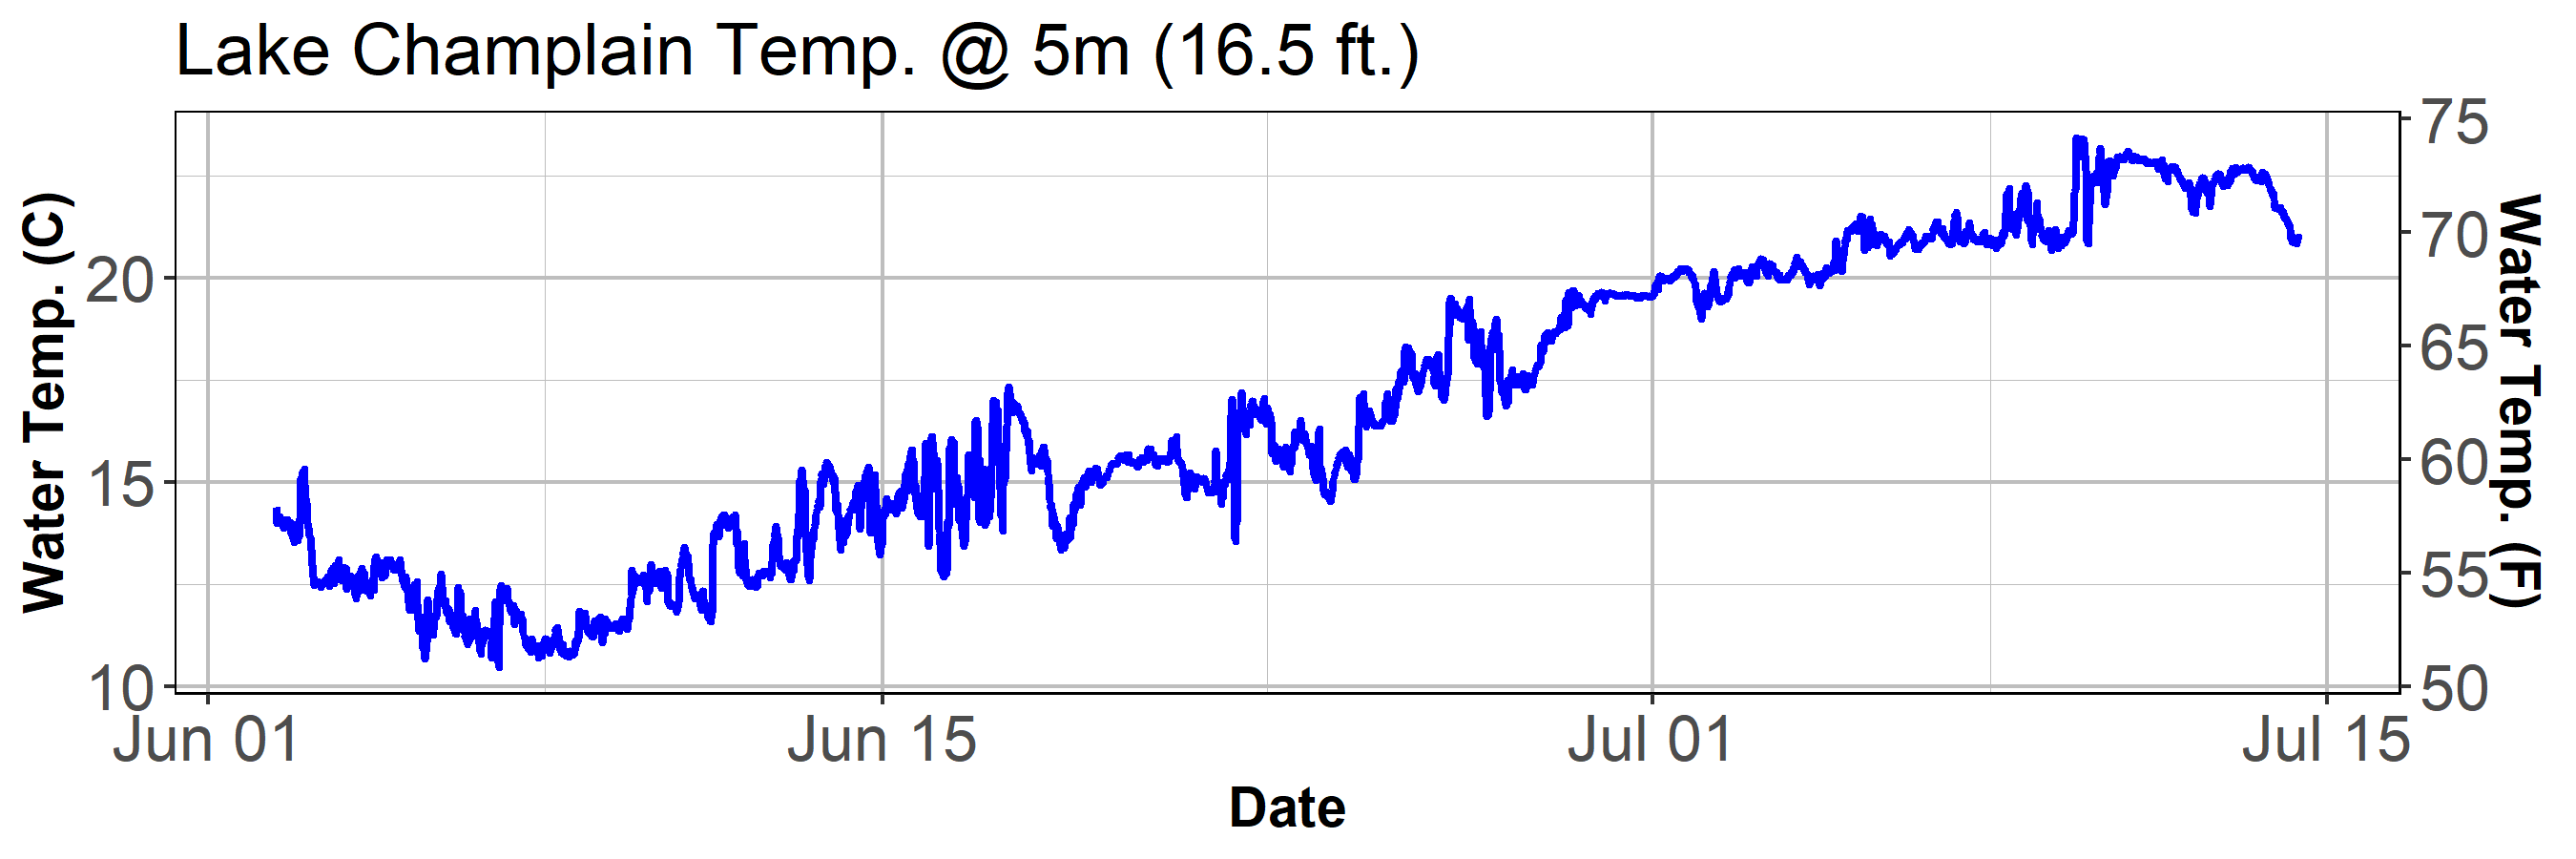 Lake Champlain Temp. @ 5m (16.5 ft.)
Water Temp. (C)
20
15
10
75
70
65
60
55
50
Water Temp. (F)
Jun 01 Jun 15 Jul 01 Jul 15
Date